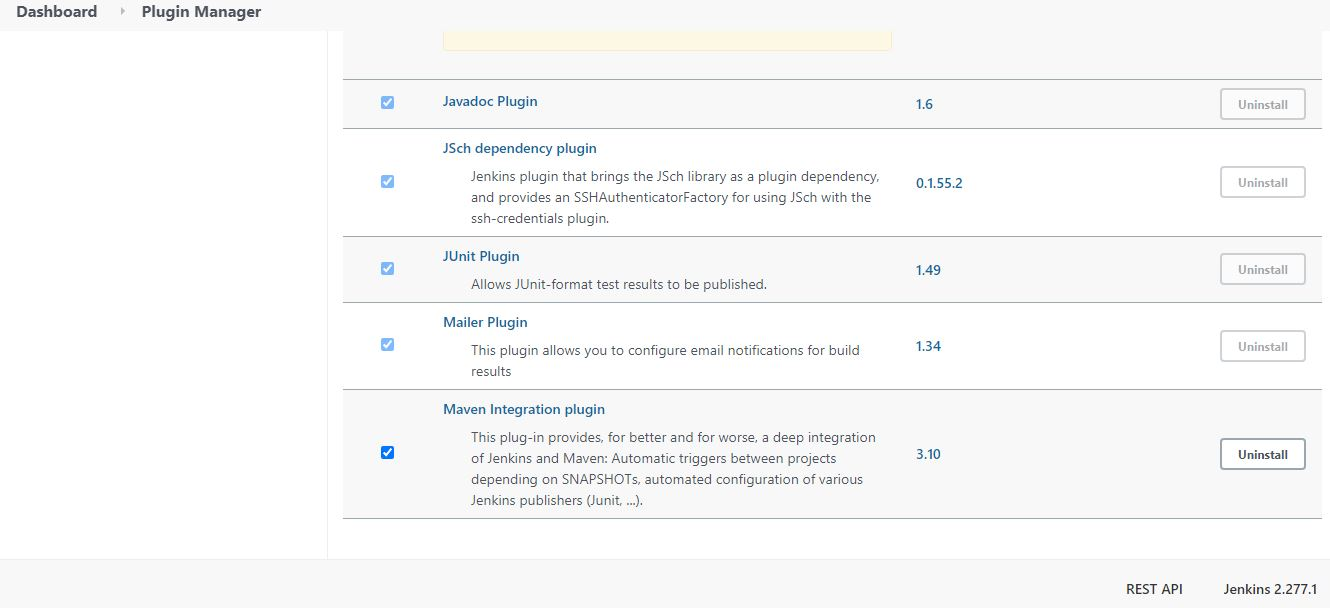 Dashboard Plugin Manager
Javadoc Plugin 1.6 Uninstall
JSch dependency plugin
Jenkins plugin that brings the JSch library as a plugin dependency,
and provides an SSHAuthenticatorFactory for using JSch with the
ssh-credentials plugin.
0.1.55.2 Uninstall
JUnit Plugin
Allows JUnit-format test results to be published.
1.49 Uninstall
Mailer Plugin
This plugin allows you to configure email notifications for build
results
1.34 Uninstall
Maven Integration plugin
This plug-in provides, for better and for worse, a deep integration
of Jenkins and Maven: Automatic triggers between projects
depending on SNAPSHOTs, automated configuration of various
Jenkins publishers (Junit, ...).
3.10 Uninstall
REST API Jenkins 2.277.1